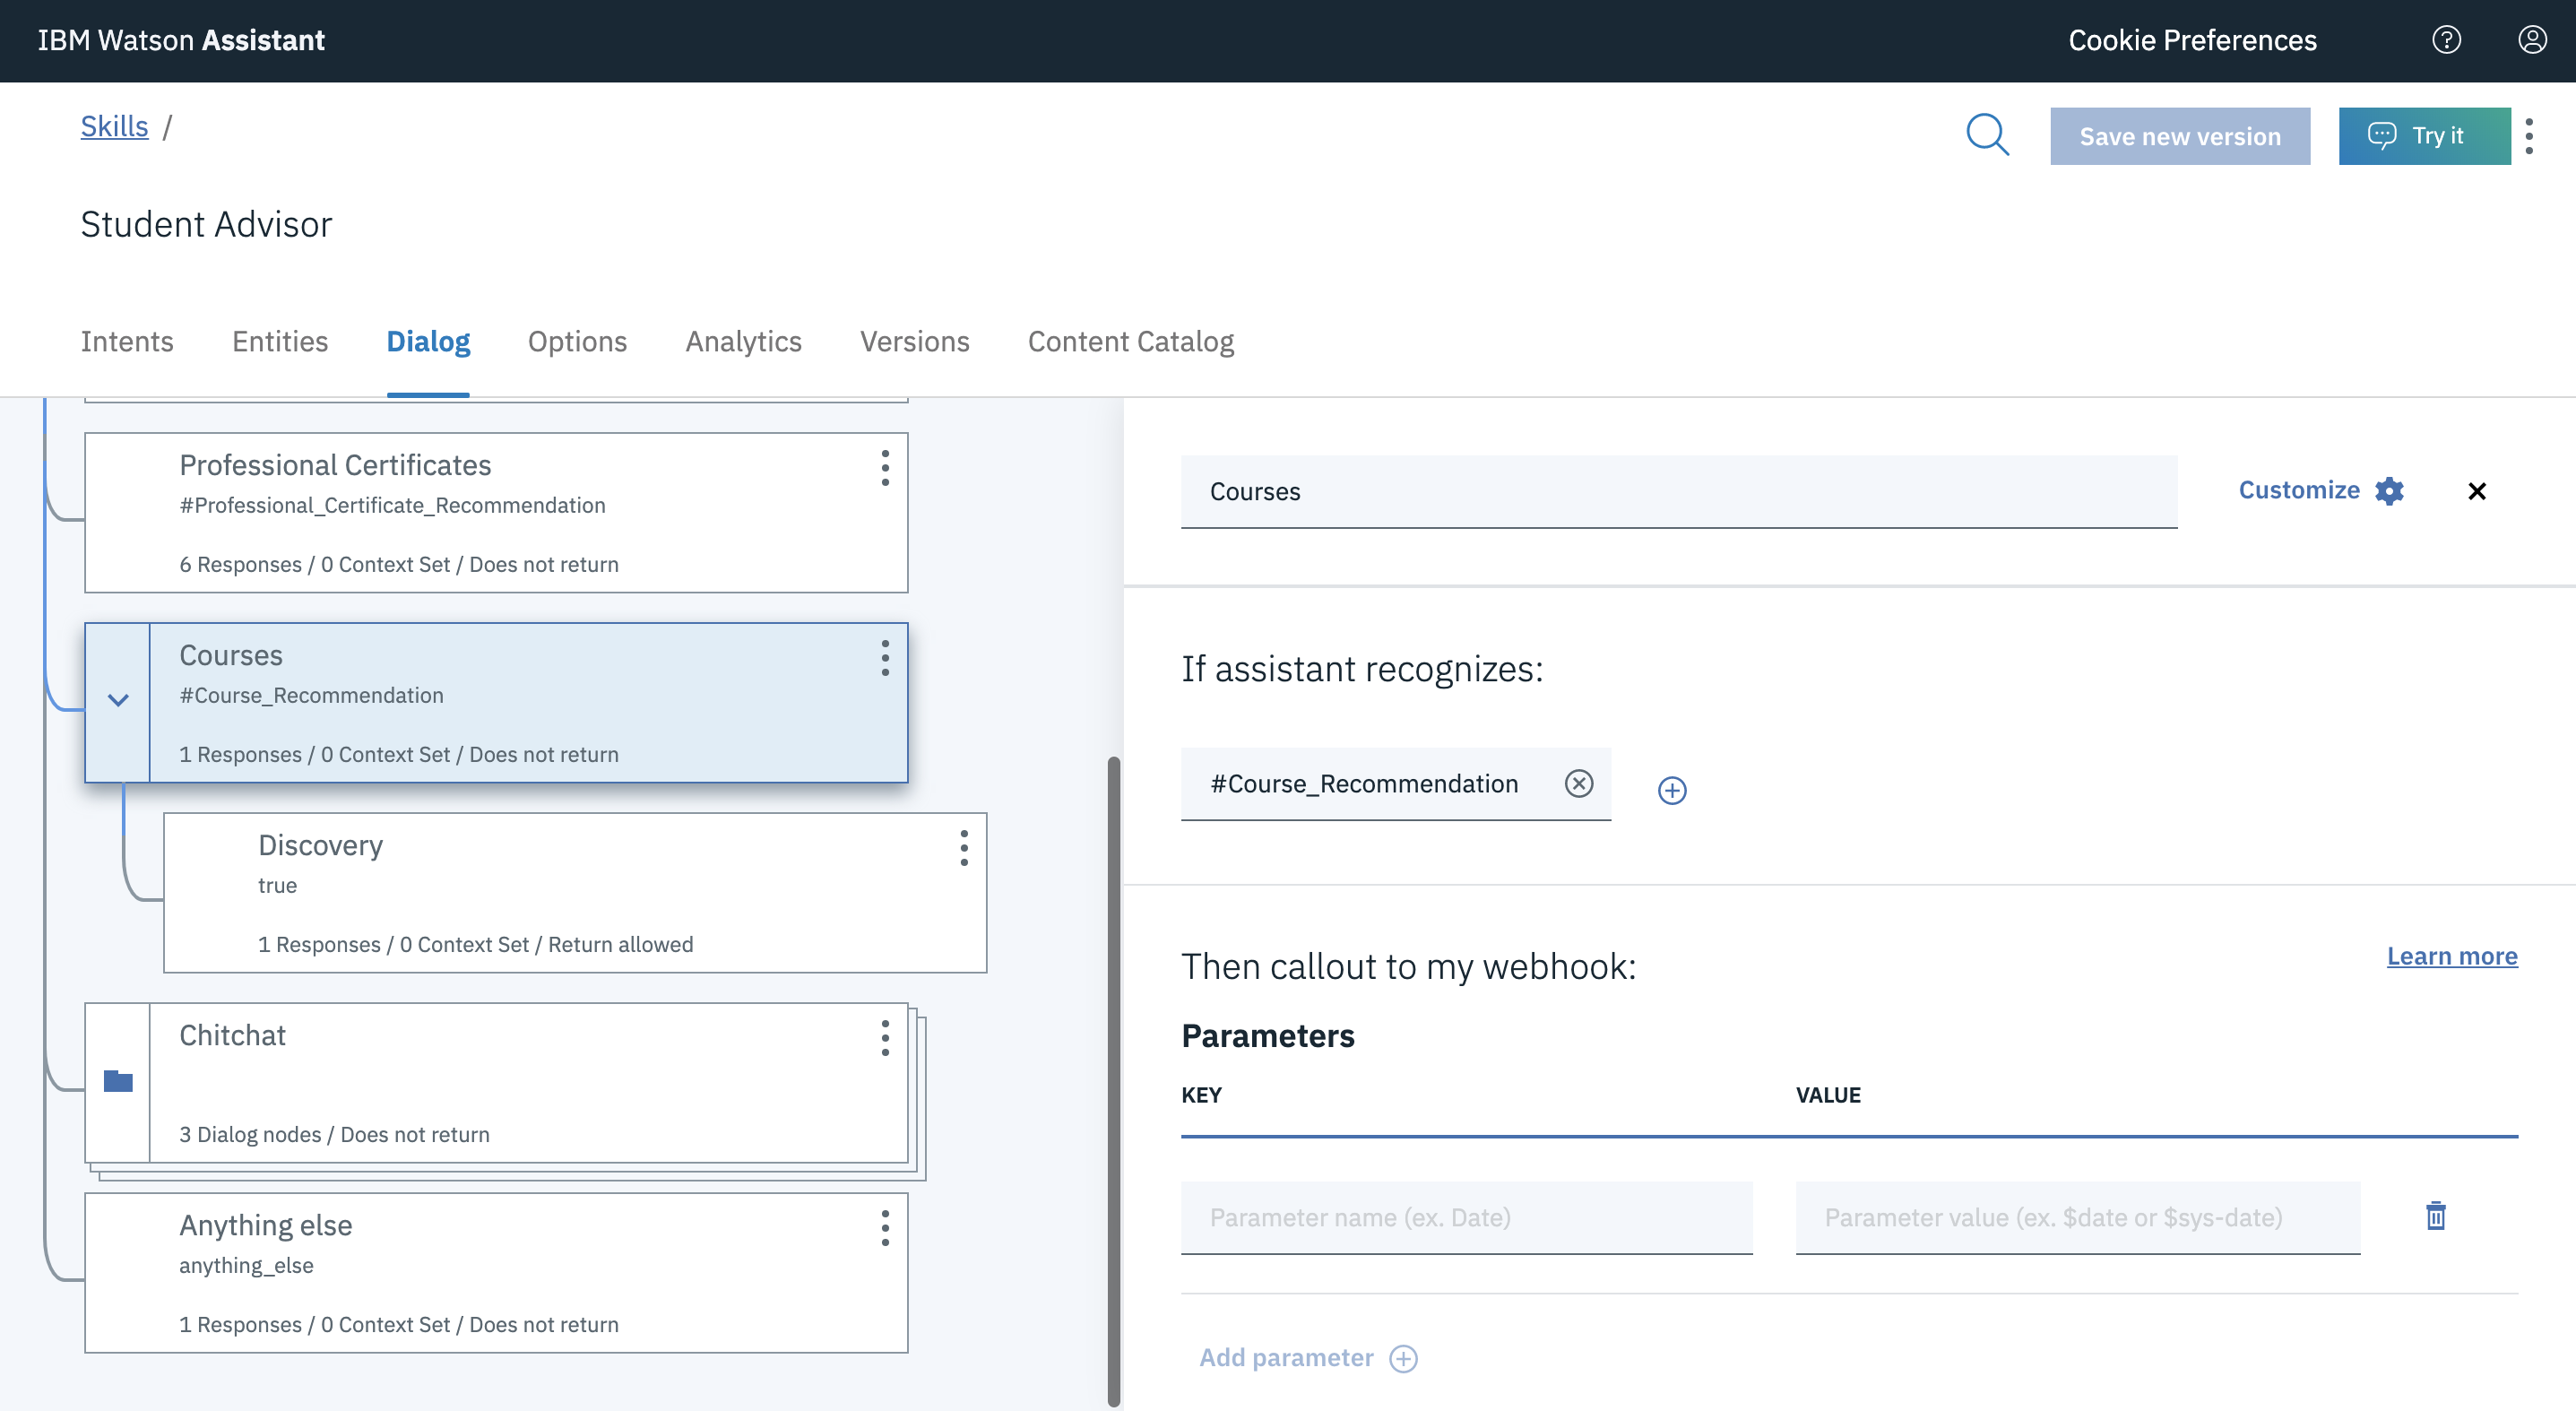 IBM Watson Assistant
Cookie Preferences
Skills /
Save new version
Try it
Student Advisor
Intents
Entities
Dialog
Options
Analytics
Versions
Content Catalog
Professional Certificates
#Professional_Certificate_Recommendation
6 Responses / 0 Context Set / Does not return
Courses
#Course_Recommendation
1 Responses / 0 Context Set / Does not return
Discovery
true
1 Responses / 0 Context Set / Return allowed
Chitchat
3 Dialog nodes / Does not return
Anything else
anything_else
1 Responses / 0 Context Set / Does not return
Courses
Customize
If assistant recognizes:
#Course_Recommendation
Then callout to my webhook:
Learn more
Parameters
KEY
VALUE
Parameter name (ex. Date)
Parameter value (ex. $date or $sys-date)
Add parameter